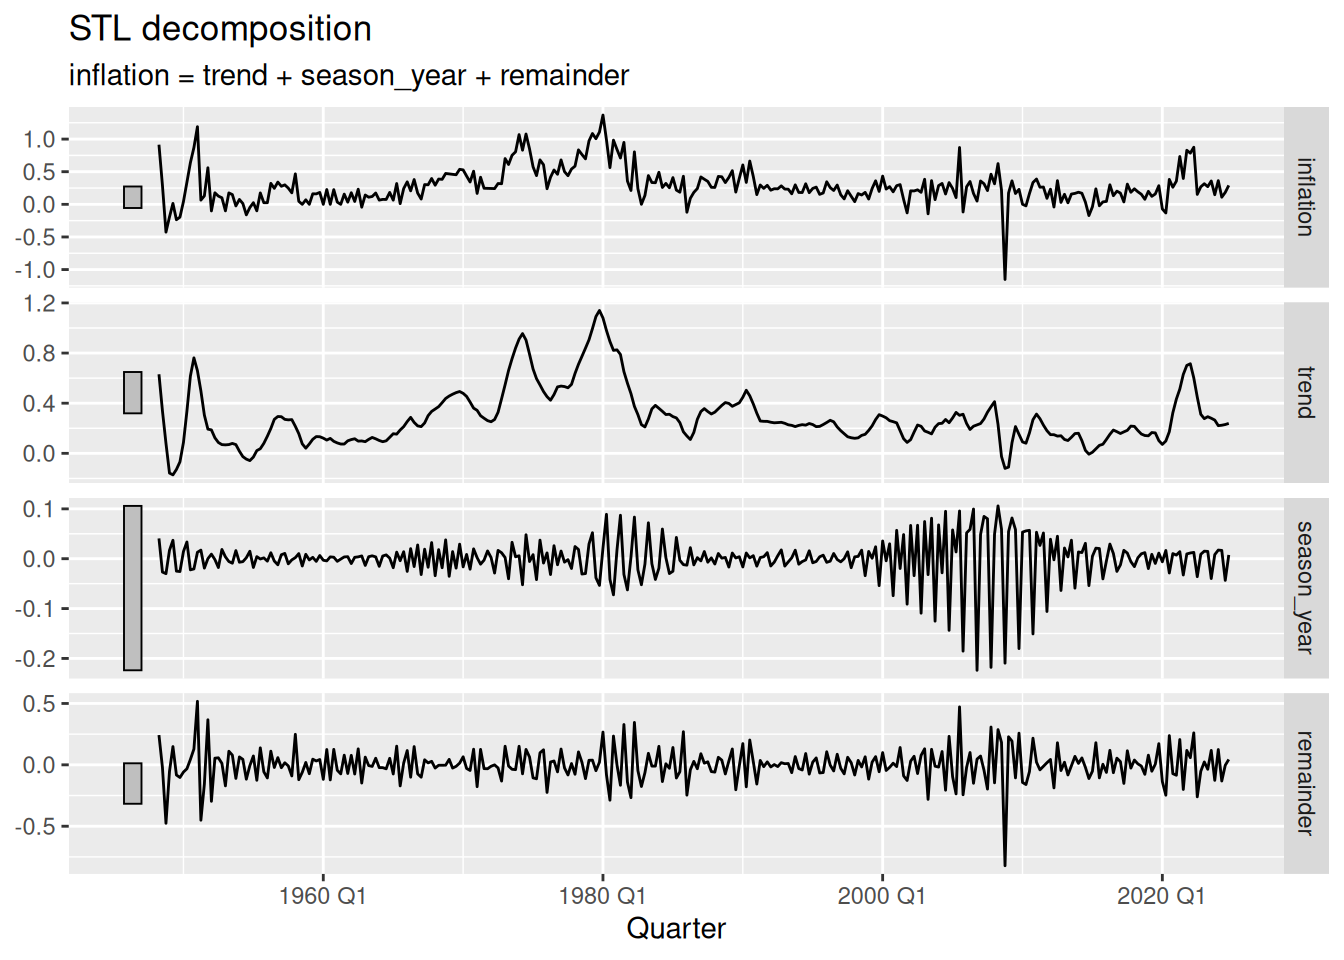 STL decomposition
inflation = trend + season_year + remainder
1.0
0.5
0.0
-0.5
-1.0
inflation
1.2
0.8
0.4
0.0
trend
0.1
0.0
-0.1
-0.2
season_year
0.5
0.0
-0.5
remainder
1960 Q1 1980 Q1 2000 Q1 2020 Q1
Quarter